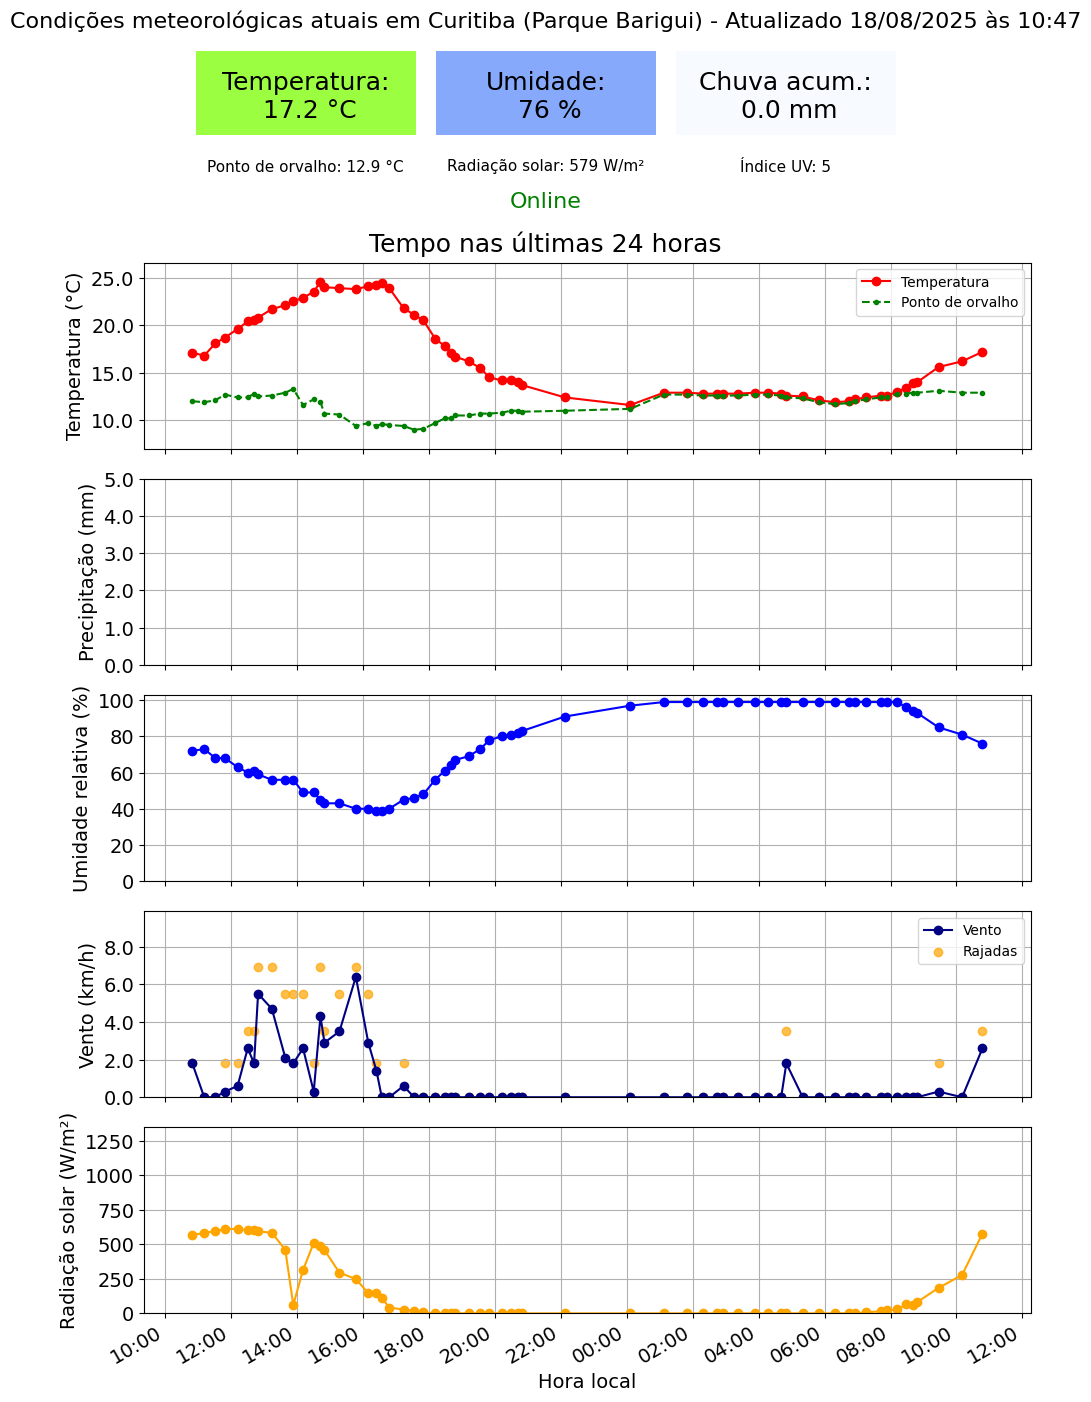 Condições meteorológicas atuais em Curitiba (Parque Barigui) - Atualizado 18/08/2025 às 10:47
Temperatura:
17.2 °C
Umidade:
76 %
Chuva acum.:
0.0 mm
Ponto de orvalho: 12.9 °C
Radiação solar: 579 W/m²
Índice UV: 5
Online
Tempo nas últimas 24 horas
Temperatura (°C)
25.0
20.0
15.0
10.0
Temperatura
Ponto de orvalho
Precipitação (mm)
5.0
4.0
3.0
2.0
1.0
0.0
Umidade relativa (%)
100
80
60
40
20
0
Vento (km/h)
8.0
6.0
4.0
2.0
0.0
Vento
Rajadas
Radiação solar (W/m²)
1250
1000
750
500
250
0
10:00
12:00
14:00
16:00
18:00
20:00
22:00
00:00
02:00
04:00
06:00
08:00
10:00
12:00
Hora local